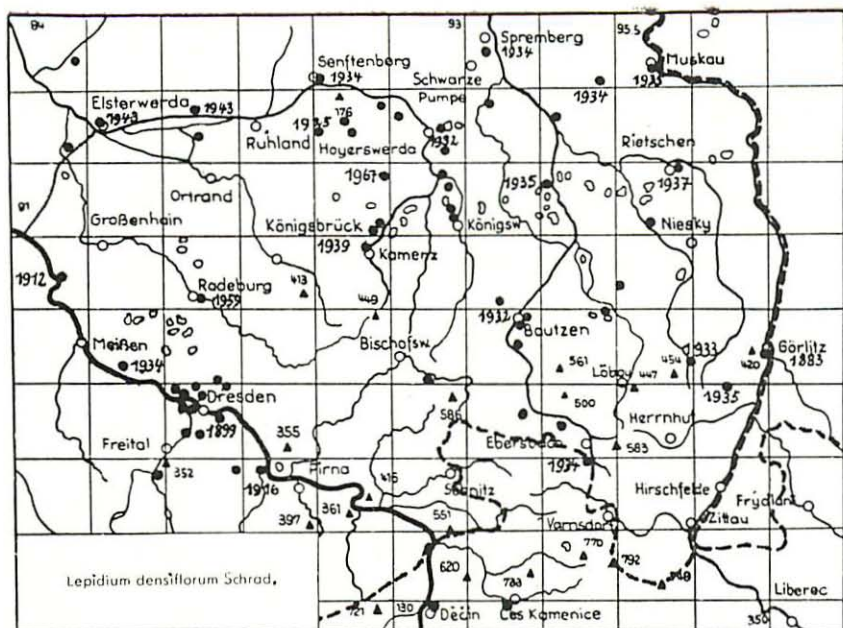 84
93
95.5
Spremberg
1934
Muskau
1935
Senftenberg
1934
Schwarze
Pumpe
1934
Elsterwerda
1943
1943
176
1935
1932
Ruhland
Hoyerswerda
Rietschen
1937
1967
1935
Ortrand
91
Großenhain
Königsbrück
Königsw
Niesky
1939
Kamenz
1912
Radeburg
1959
413
449
1932
Bautzen
Meißen
1934
Bischofsw
561
Löbau
447
454
1933
420
Görlitz
1883
Dresden
1899
586
500
1935
Herrnhut
Freital
355
Ebersbach
583
352
1916
Pirna
1934
415
Sebnitz
Hirschfelde
Frýdlant
397
361
551
Varnsdorf
Zittau
770
792
Lepidium densiflorum Schrad.
620
Liberec
721
130
Děčín
Čes Kamenice
350